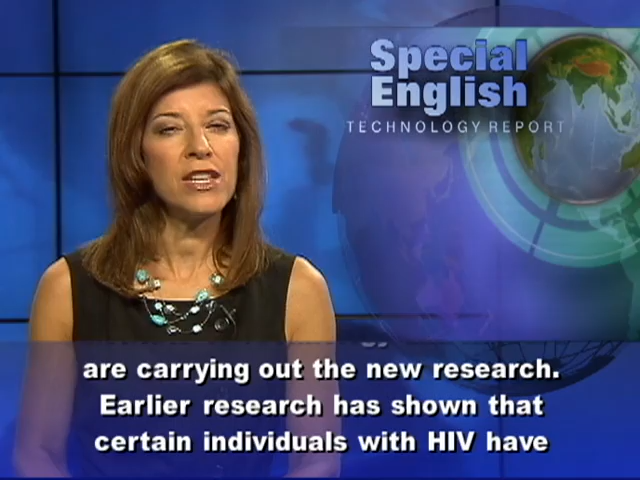 Special
English
TECHNOLOGY REPORT
are carrying out the new research.
Earlier research has shown that
certain individuals with HIV have